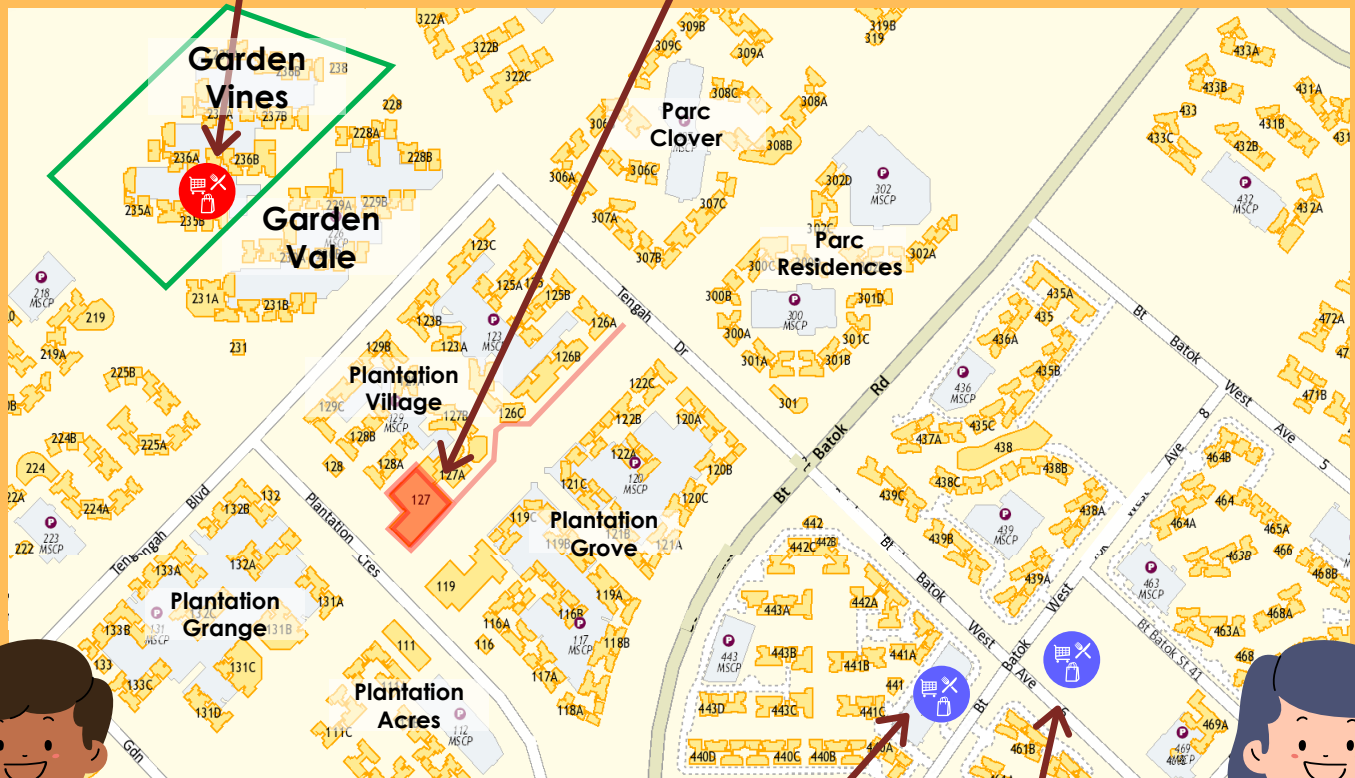 Garden
Vines
238
236B
237B
236A
236B
235A
235B
228
228A
228B
229A
229B
Garden
Vale
231A
231B
231
218
MSCP
219
219A
225B
225A
224B
224
224A
223
MSCP
222
322A
322B
322C
309B
309C
309A
319B
319
308C
308A
308B
Parc
Clover
MSCP
306A
306C
307A
307B
307C
302
MSCP
302D
302C
302A
Parc
Residences
300C
300B
300A
300
MSCP
301D
301C
301B
301A
301
433A
433B
433
433C
431A
431B
432B
432
MSCP
432A
123C
125A
125B
126A
126B
126C
123B
123A
123
129B
129C
129
MSCP
Plantation
Village
127B
128B
128
128A
127A
127
Tengah
Dr
122C
122B
120A
122A
120
MSCP
120B
120C
121C
121B
121A
119C
119B
Plantation
Grove
119
119A
116B
116A
116
117
MSCP
118B
117A
118A
132
132B
132A
133A
133B
133
133C
131
MSCP
132C
131B
131A
131C
131D
Plantation
Grange
Tengah
Blvd
Plantation
Cres
Gdn
111
111C
Plantation
Acres
112
MSCP
Bt
Batok
Rd
435A
435
436A
436
MSCP
435B
435C
437A
438
438B
438C
438A
439C
439
MSCP
439B
439A
Bt
Batok
West
Ave
5
472A
471B
West
Ave
8
464B
464
464A
465A
463B
466
468B
463
MSCP
463A
468A
468
469A
469
MSCP
Bt Batok St 41
442
442C
442B
443A
442A
443
MSCP
443B
441B
441A
441
443D
443C
441C
440D
440C
440B
440A
Bt
Batok
West
Ave
Bt
Batok
West
461B